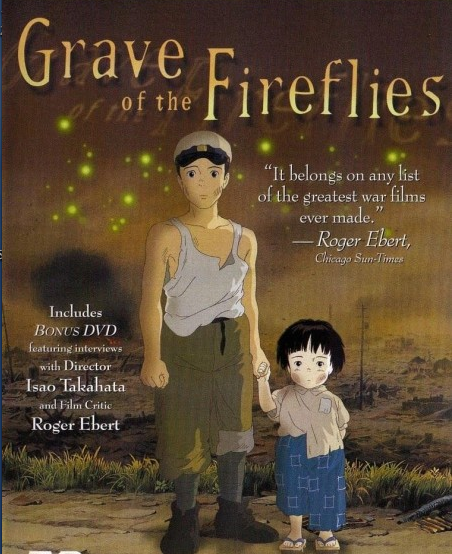 Grave
of the Fireflies
“It belongs on any list
of the greatest war films
ever made.”
— Roger Ebert,
Chicago Sun-Times
Includes
BONUS DVD
featuring interviews
with Director
Isao Takahata
and Film Critic
Roger Ebert